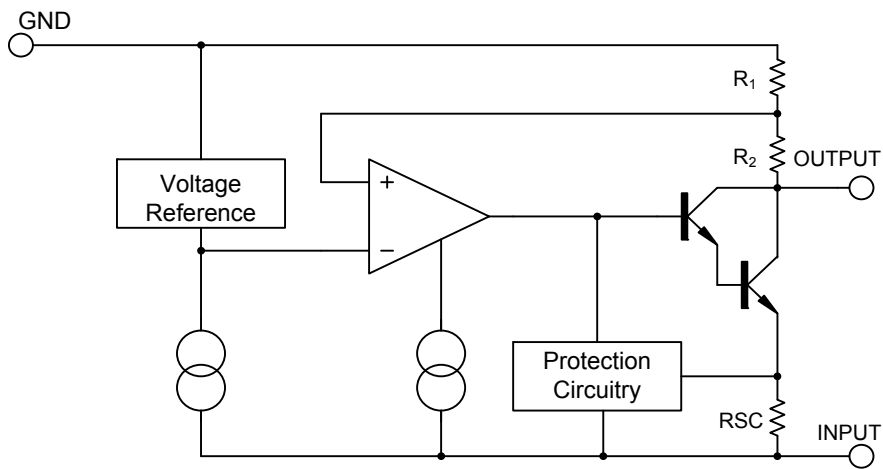 GND
R1
R2
OUTPUT
Voltage
Reference
+
−
Protection
Circuitry
RSC
INPUT